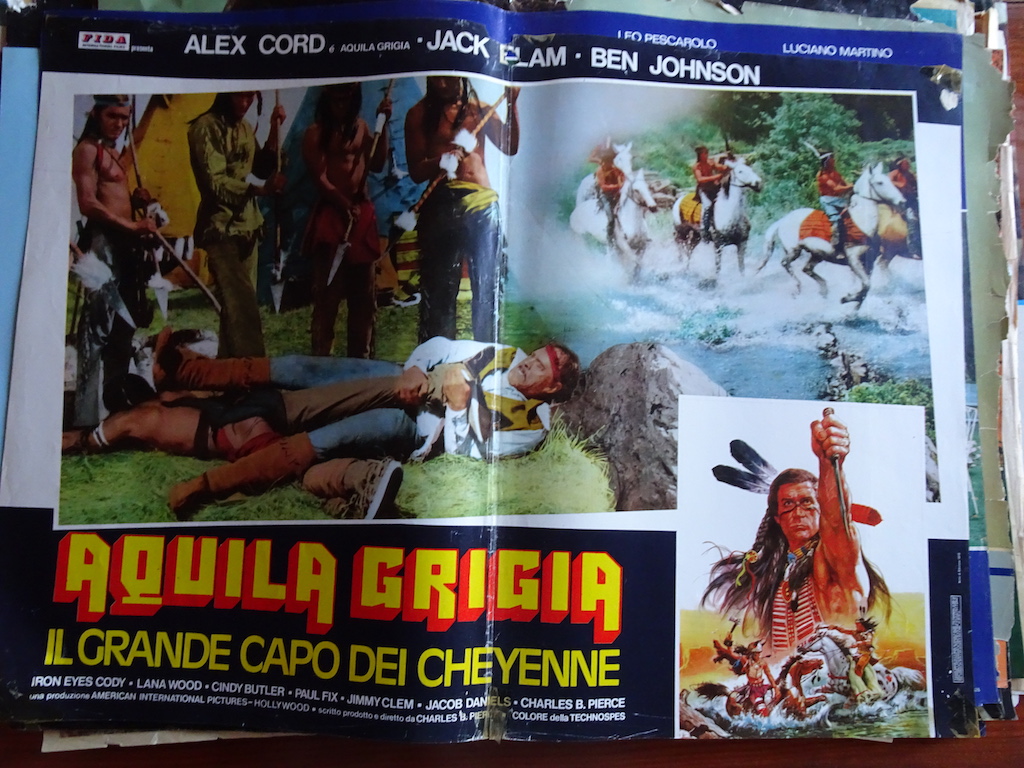 FIDA
INTERNATIONAL FILMS presenta
ALEX CORD è AQUILA GRIGIA · JACK ELAM · BEN JOHNSON
LEO PESCAROLO
LUCIANO MARTINO
AQUILA GRIGIA
IL GRANDE CAPO DEI CHEYENNE
IRON EYES CODY · LANA WOOD · CINDY BUTLER · PAUL FIX · JIMMY CLEM · JACOB DANIELS · CHARLES B. PIERCE
una produzione AMERICAN INTERNATIONAL PICTURES - HOLLYWOOD · scritto prodotto e diretto da CHARLES B. PIERCE COLORE della TECHNOSPES